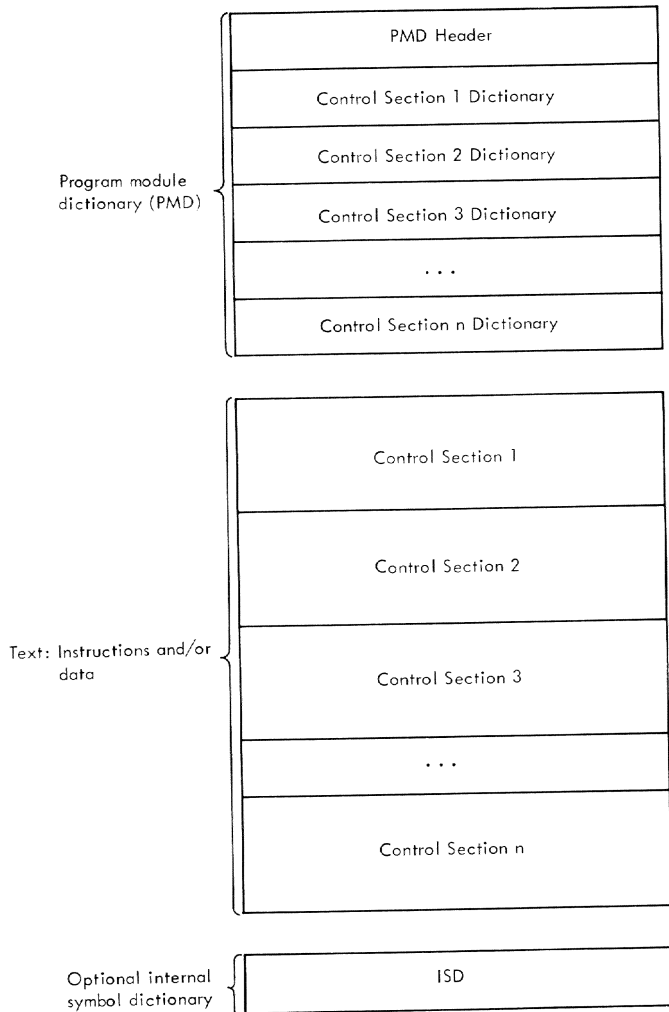 PMD Header
Control Section 1 Dictionary
Control Section 2 Dictionary
Program module
dictionary (PMD)
Control Section 3 Dictionary
. . .
Control Section n Dictionary
Control Section 1
Control Section 2
Text: Instructions and/or
data
Control Section 3
. . .
Control Section n
Optional internal
symbol dictionary
ISD